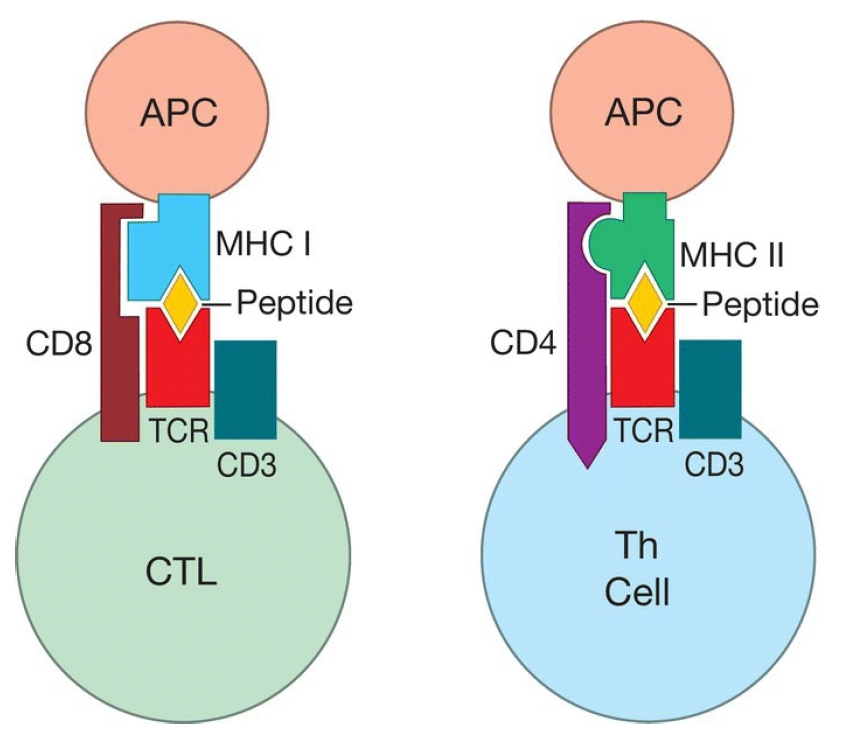 APC
MHC I
Peptide
CD8
TCR
CD3
CTL
APC
MHC II
Peptide
CD4
TCR
CD3
Th
Cell